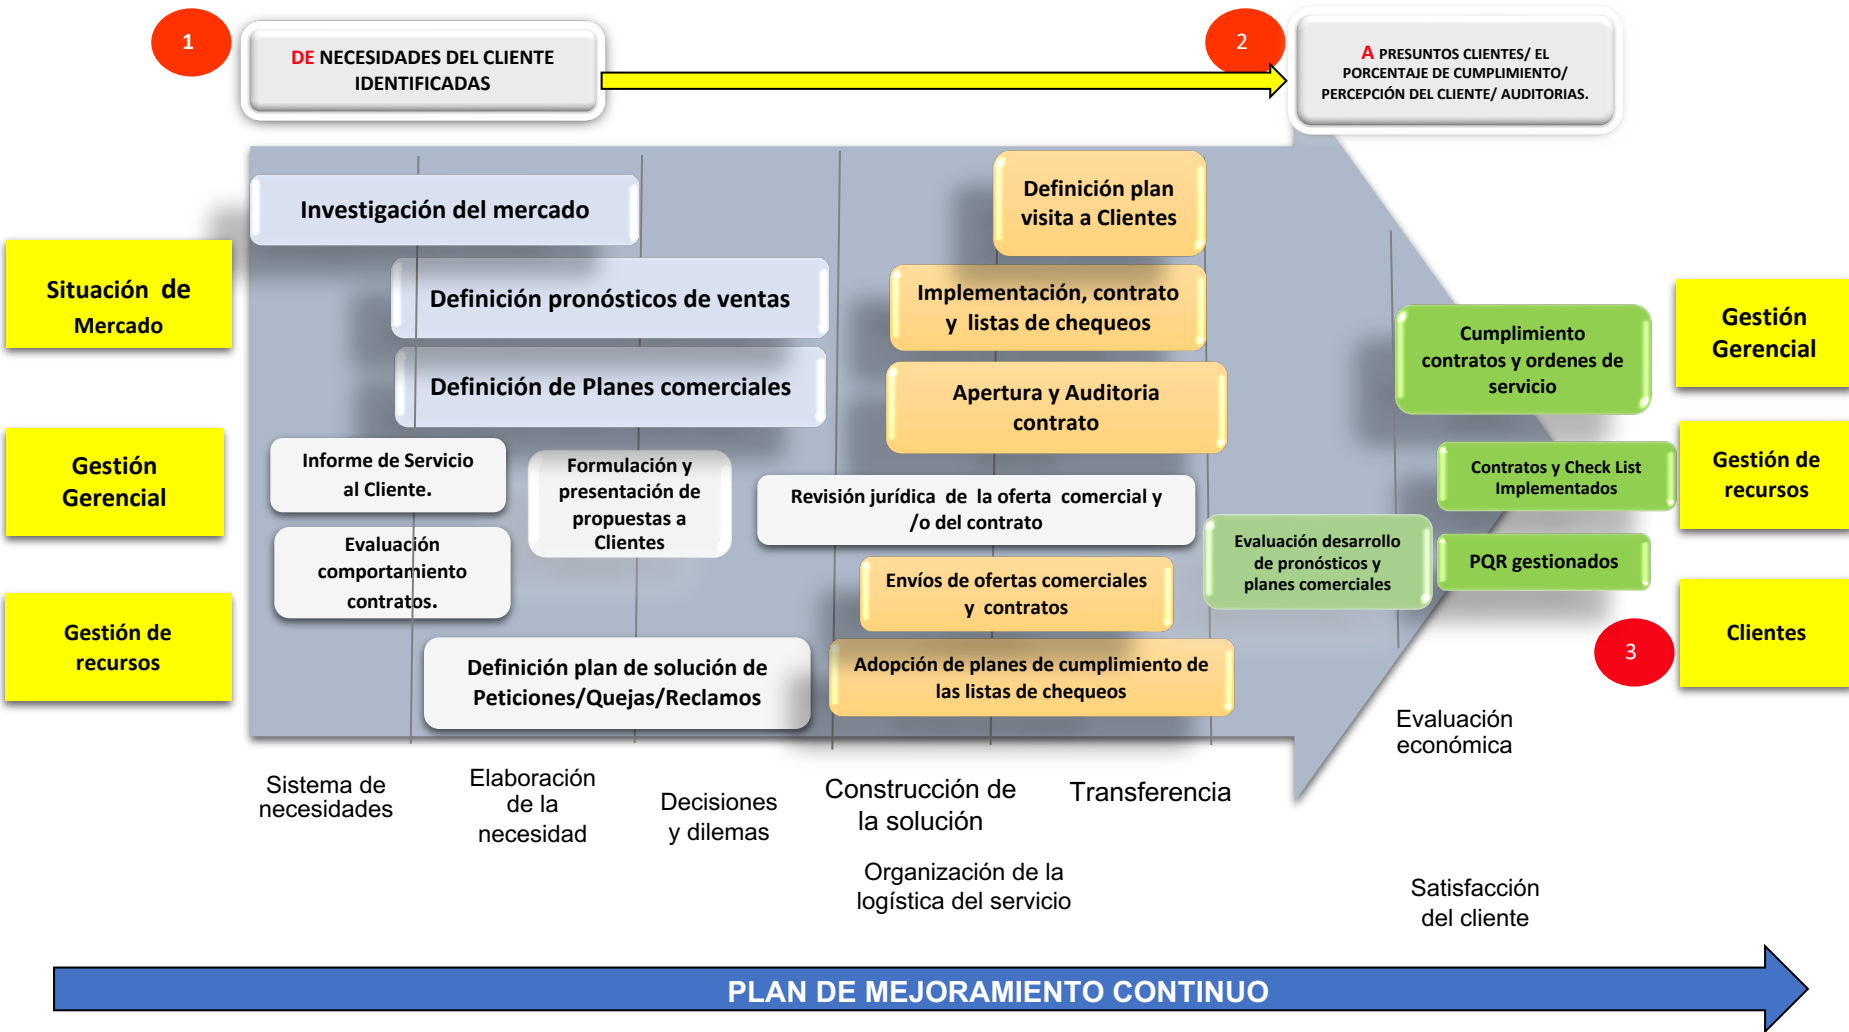 1
DE NECESIDADES DEL CLIENTE
IDENTIFICADAS
2
A PRESUNTOS CLIENTES/ EL
PORCENTAJE DE CUMPLIMIENTO/
PERCEPCIÓN DEL CLIENTE/ AUDITORIAS.
Situación de
Mercado
Gestión
Gerencial
Gestión de
recursos
Investigación del mercado
Definición pronósticos de ventas
Definición de Planes comerciales
Informe de Servicio
al Cliente.
Evaluación
comportamiento
contratos.
Formulación y
presentación de
propuestas a
Clientes
Definición plan de solución de
Peticiones/Quejas/Reclamos
Definición plan
visita a Clientes
Implementación, contrato
y listas de chequeos
Apertura y Auditoria
contrato
Revisión jurídica de la oferta comercial y
/o del contrato
Envíos de ofertas comerciales
y contratos
Adopción de planes de cumplimiento de
las listas de chequeos
Evaluación desarrollo
de pronósticos y
planes comerciales
Cumplimiento
contratos y ordenes de
servicio
Contratos y Check List
Implementados
PQR gestionados
3
Gestión
Gerencial
Gestión de
recursos
Clientes
Sistema de
necesidades
Elaboración
de la
necesidad
Decisiones
y dilemas
Construcción de
la solución
Transferencia
Evaluación
económica
Organización de la
logística del servicio
Satisfacción
del cliente
PLAN DE MEJORAMIENTO CONTINUO